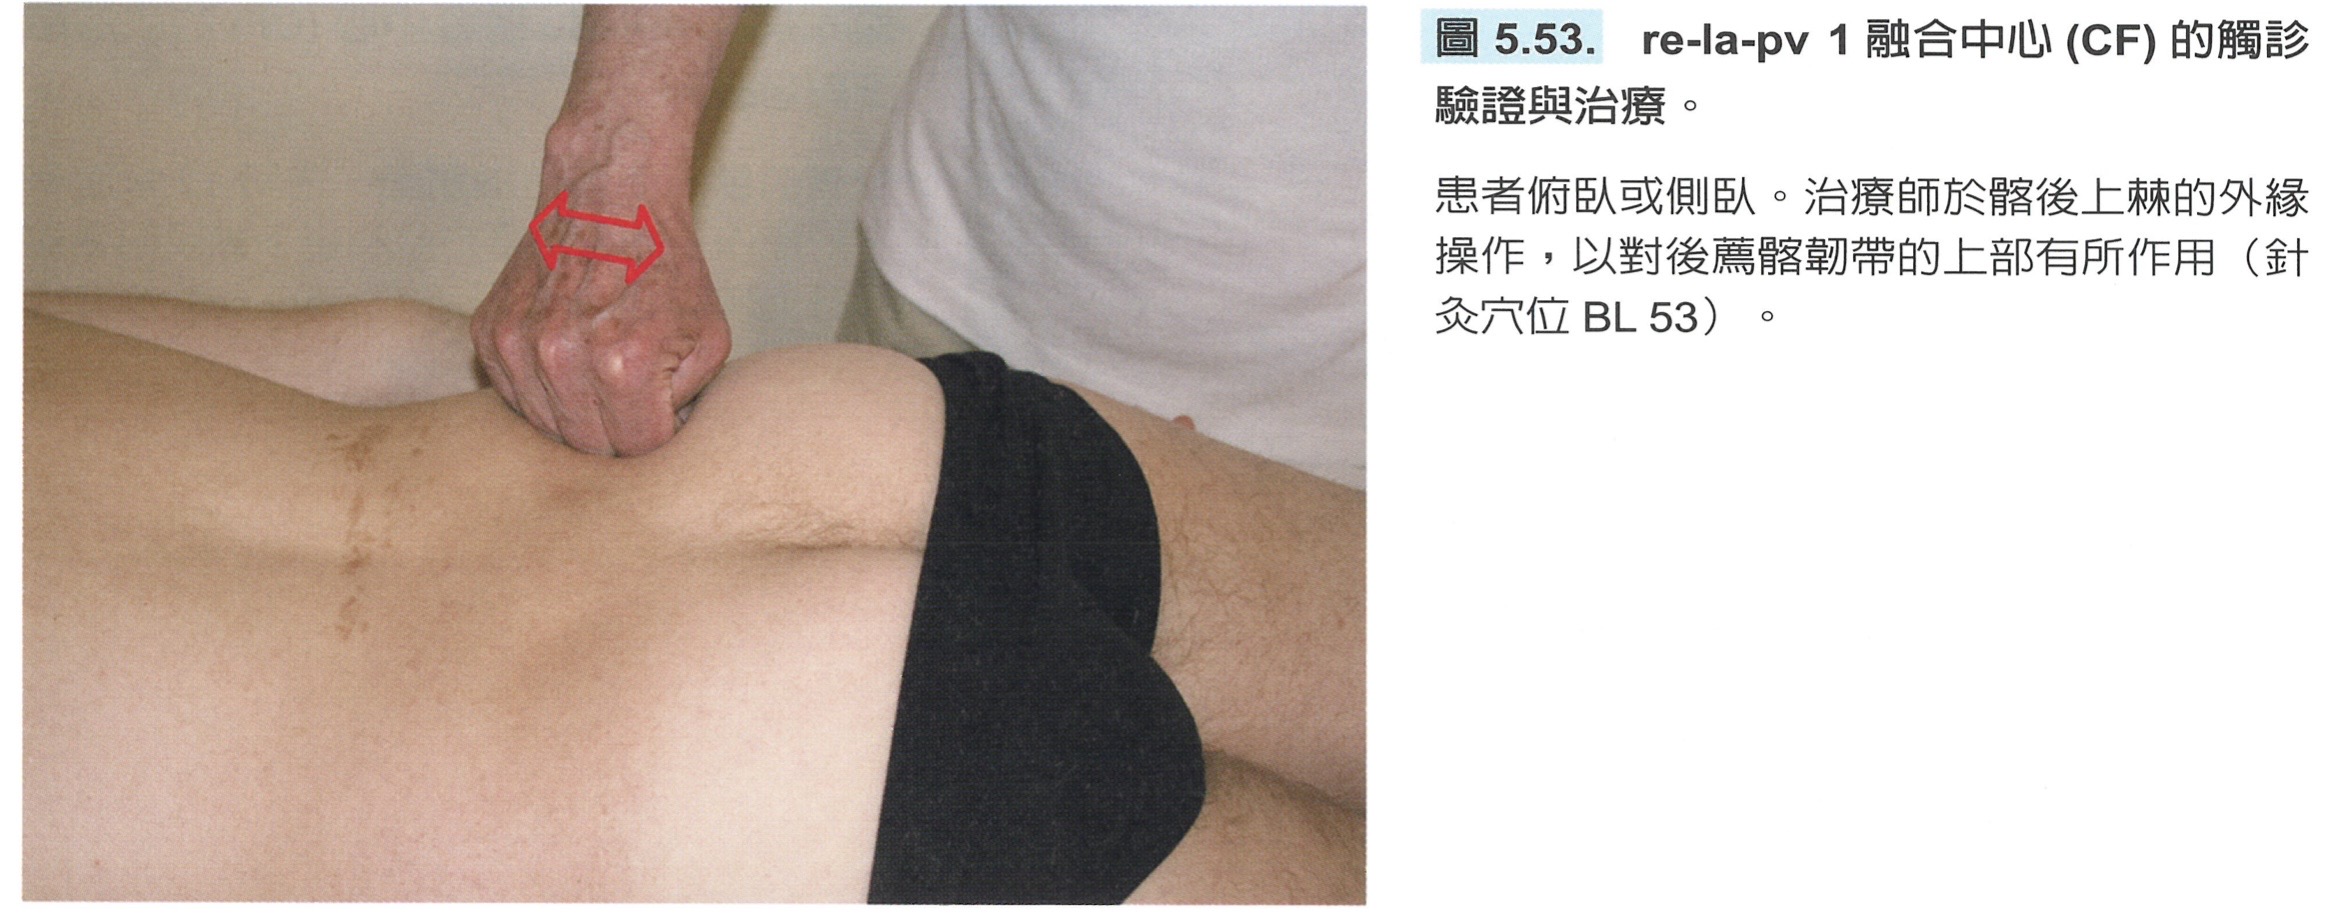 圖 5.53. re-la-pv 1 融合中心 (CF) 的觸診
驗證與治療。
患者俯臥或側臥。治療師於髂後上棘的外緣
操作，以對後薦髂韌帶的上部有所作用（針
灸穴位 BL 53）。